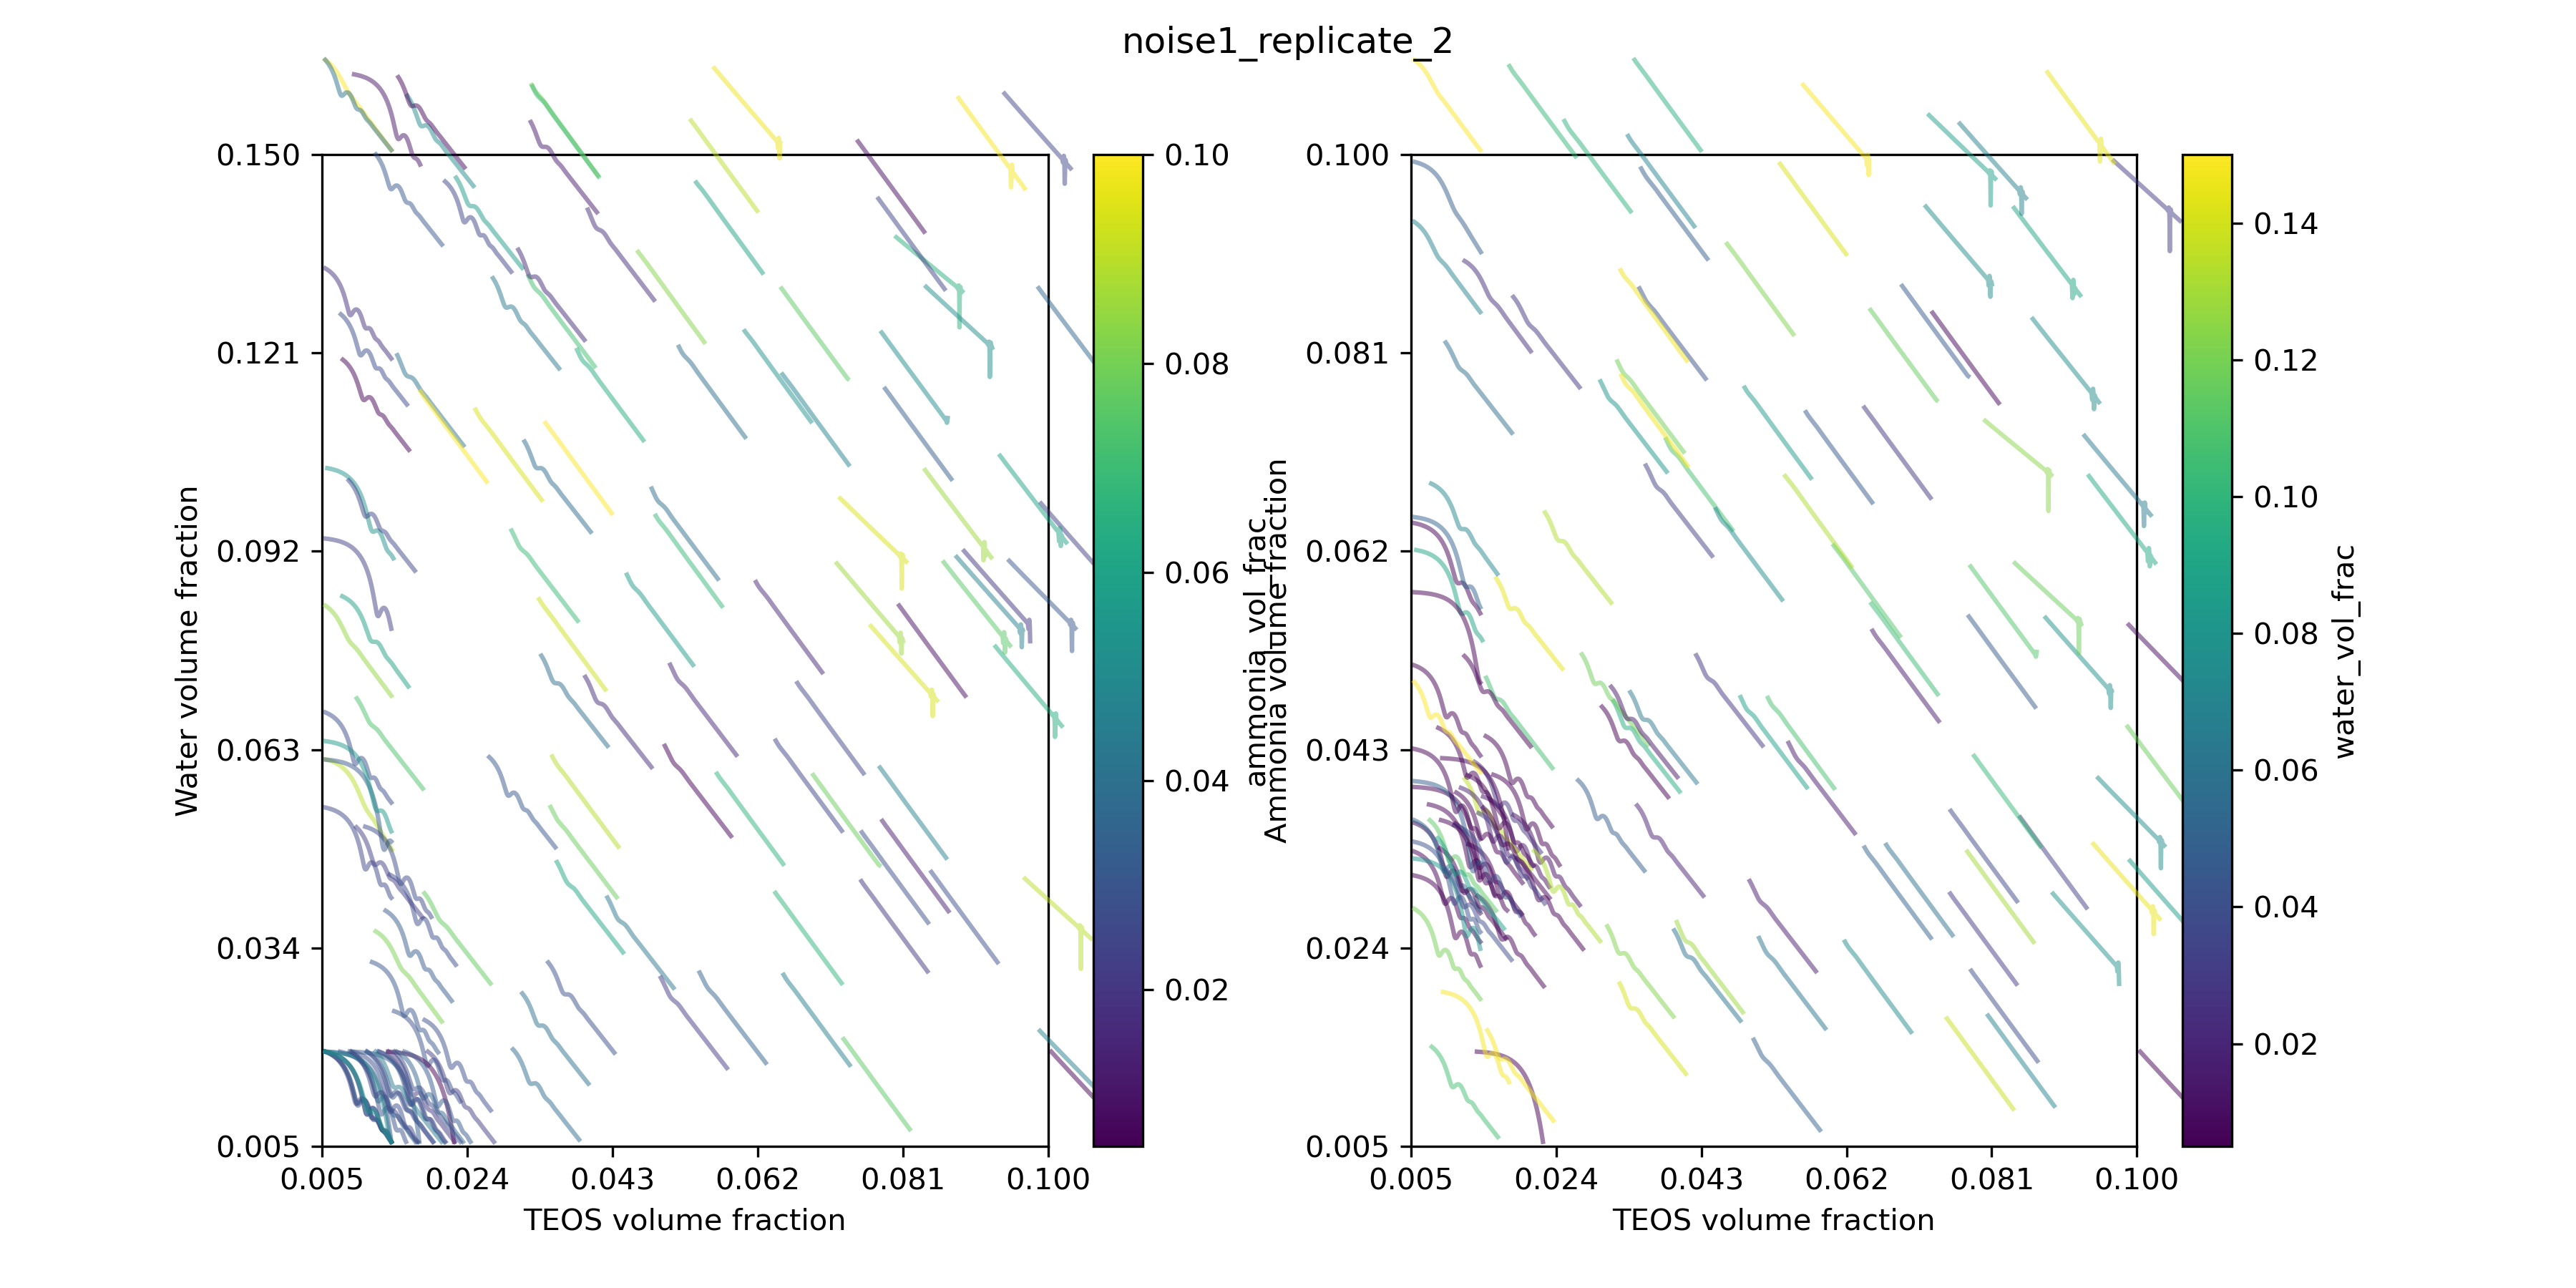 noise1_replicate_2
0.150
0.121
0.092
0.063
0.034
0.005
Water volume fraction
0.005 0.024 0.043 0.062 0.081 0.100
TEOS volume fraction
0.10
0.08
0.06
0.04
0.02
ammonia_vol_frac
Ammonia volume fraction
0.100
0.081
0.062
0.043
0.024
0.005
0.005 0.024 0.043 0.062 0.081 0.100
TEOS volume fraction
0.14
0.12
0.10
0.08
0.06
0.04
0.02
water_vol_frac